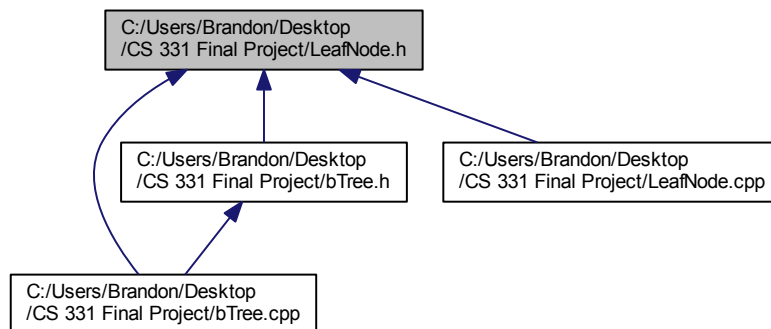 C:/Users/Brandon/Desktop
/CS 331 Final Project/LeafNode.h
C:/Users/Brandon/Desktop
/CS 331 Final Project/bTree.h
C:/Users/Brandon/Desktop
/CS 331 Final Project/LeafNode.cpp
C:/Users/Brandon/Desktop
/CS 331 Final Project/bTree.cpp